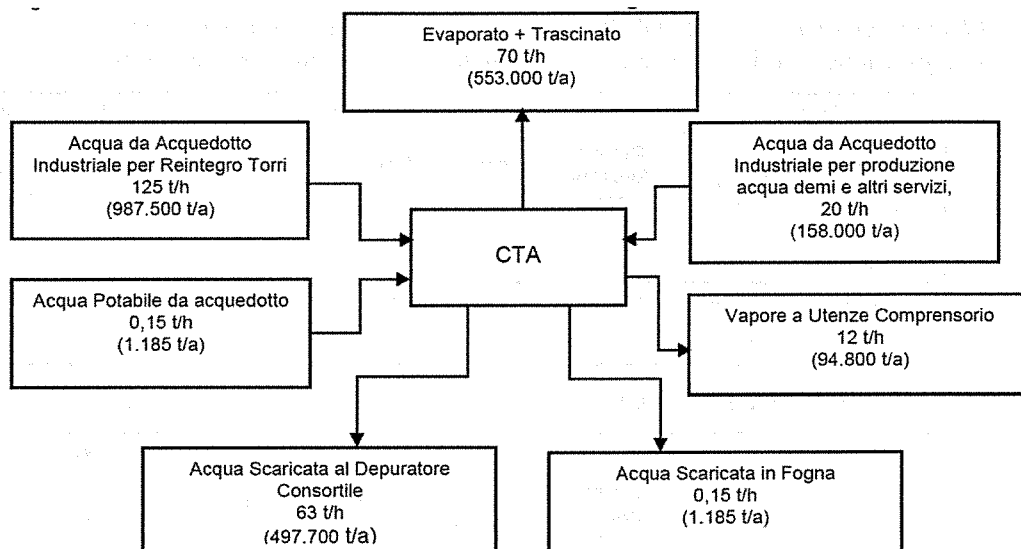 Evaporato + Trascinato
70 t/h
(553.000 t/a)
Acqua da Acquedotto
Industriale per Reintegro Torri
125 t/h
(987.500 t/a)
Acqua da Acquedotto
Industriale per produzione
acqua demi e altri servizi,
20 t/h
(158.000 t/a)
CTA
Acqua Potabile da acquedotto
0,15 t/h
(1.185 t/a)
Vapore a Utenze Comprensorio
12 t/h
(94.800 t/a)
Acqua Scaricata al Depuratore
Consortile
63 t/h
(497.700 t/a)
Acqua Scaricata in Fogna
0,15 t/h
(1.185 t/a)